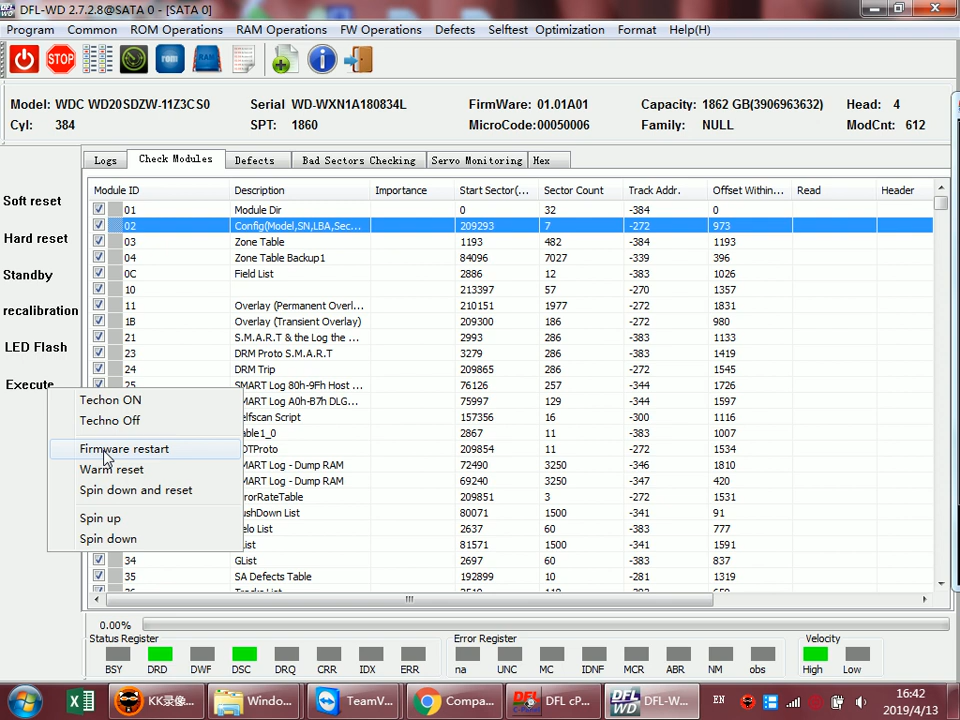 DFL-WD 2.7.2.8@SATA 0] - [SATA 0]
Program Common ROM Operations RAM Operations FW Operations Defects Selftest Optimization Format Help(H)
STOP rom RAM
Model: WDC WD20SDZW-11Z3CS0 Serial WD-WXN1A180834L FirmWare: 01.01A01 Capacity: 1862 GB(3906963632) Head: 4
Cyl: 384 SPT: 1860 MicroCode:00050006 Family: NULL ModCnt: 612
Logs Check Modules Defects Bad Sectors Checking Servo Monitoring Hex
Module ID Description Importance Start Sector(... Sector Count Track Addr. Offset Within... Read Header
01 Module Dir 0 32 -384 0
02 Config(Model,SN,LBA,Sec... 209293 7 -272 973
03 Zone Table 1193 482 -384 1193
04 Zone Table Backup1 84096 7027 -339 396
0C Field List 2886 12 -383 1026
10 213397 57 -270 1357
11 Overlay (Permanent Overl... 210151 1977 -272 1831
1B Overlay (Transient Overlay) 209300 186 -272 980
21 S.M.A.R.T & the Log the ... 2993 286 -383 1133
23 DRM Proto S.M.A.R.T 3279 286 -383 1419
24 DRM Trip 209865 286 -272 1545
25 SMART Log 80h-9Fh Host ... 76126 257 -344 1726
SMART Log A0h-B7h DLG... 75997 129 -344 1597
elfscan Script 157356 16 -300 1116
able1_0 2867 11 -383 1007
OTProto 209854 11 -272 1534
SMART Log - Dump RAM 72490 3250 -346 1810
SMART Log - Dump RAM 69240 3250 -347 420
rrorRateTable 209851 3 -272 1531
ushDown List 80071 1500 -341 91
elo List 2637 60 -383 777
List 81571 1500 -341 1591
34 GList 2697 60 -383 837
35 SA Defects Table 192899 10 -281 1319
Soft reset
Hard reset
Standby
recalibration
LED Flash
Execute
Techon ON
Techno Off
Firmware restart
Warm reset
Spin down and reset
Spin up
Spin down
0.00%
Status Register Error Register Velocity
BSY DRD DWF DSC DRQ CRR IDX ERR na UNC MC IDNF MCR ABR NM obs High Low
KK录像... Windo... TeamV... Compa... DFL cP... DFL-W... EN 16:42
2019/4/13